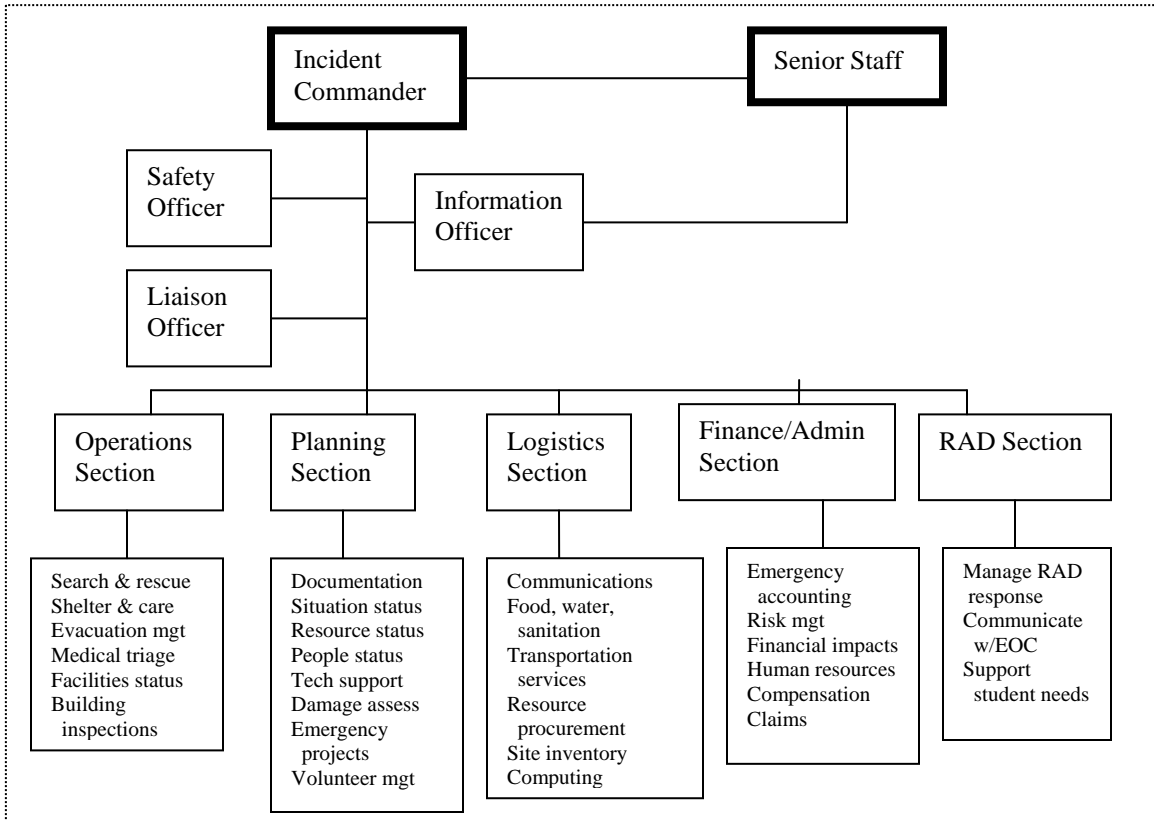 Incident
Commander
Senior Staff
Safety
Officer
Information
Officer
Liaison
Officer
Operations
Section
Planning
Section
Logistics
Section
Finance/Admin
Section
RAD Section
Search & rescue
Shelter & care
Evacuation mgt
Medical triage
Facilities status
Building
inspections
Documentation
Situation status
Resource status
People status
Tech support
Damage assess
Emergency
projects
Volunteer mgt
Communications
Food, water,
sanitation
Transportation
services
Resource
procurement
Site inventory
Computing
Emergency
accounting
Risk mgt
Financial impacts
Human resources
Compensation
Claims
Manage RAD
response
Communicate
w/EOC
Support
student needs